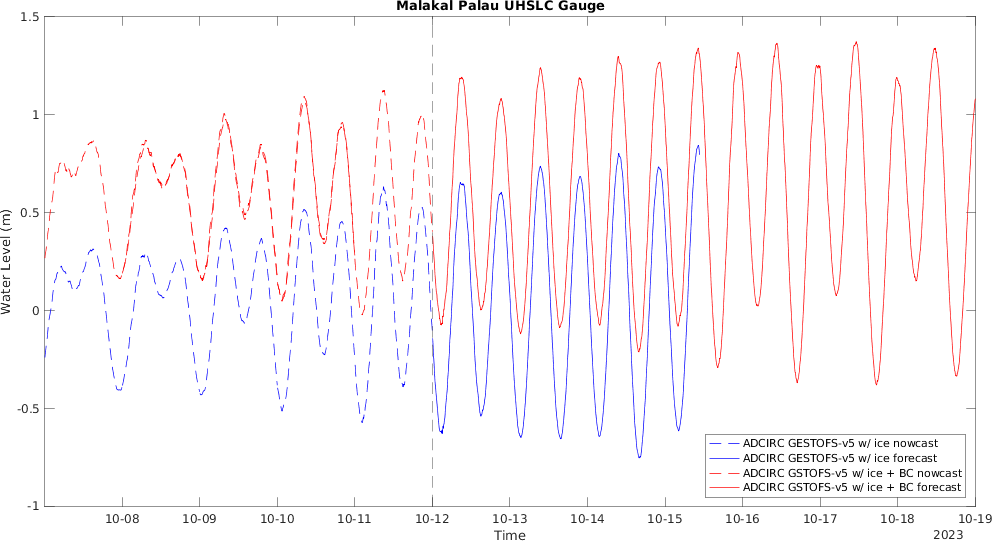 Malakal Palau UHSLC Gauge
1.5
1
0.5
0
-0.5
-1
Water Level (m)
ADCIRC GESTOFS-v5 w/ ice nowcast
ADCIRC GESTOFS-v5 w/ ice forecast
ADCIRC GSTOFS-v5 w/ ice + BC nowcast
ADCIRC GSTOFS-v5 w/ ice + BC forecast
10-08 10-09 10-10 10-11 10-12 10-13 10-14 10-15 10-16 10-17 10-18 10-19
Time
2023